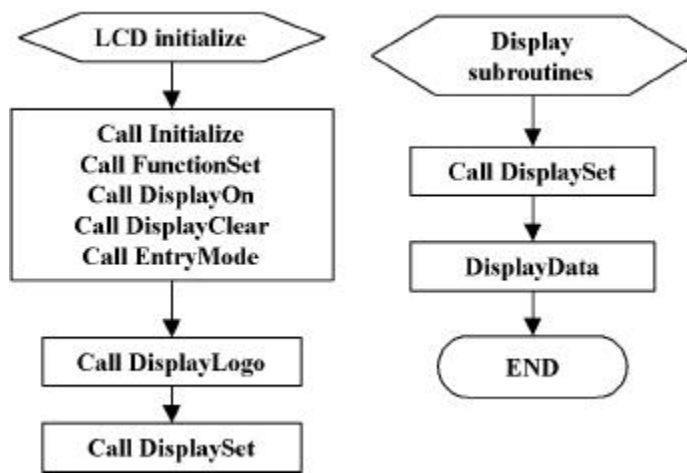 LCD initialize
Call Initialize
Call FunctionSet
Call DisplayOn
Call DisplayClear
Call EntryMode
Call DisplayLogo
Call DisplaySet
Display
subroutines
Call DisplaySet
DisplayData
END